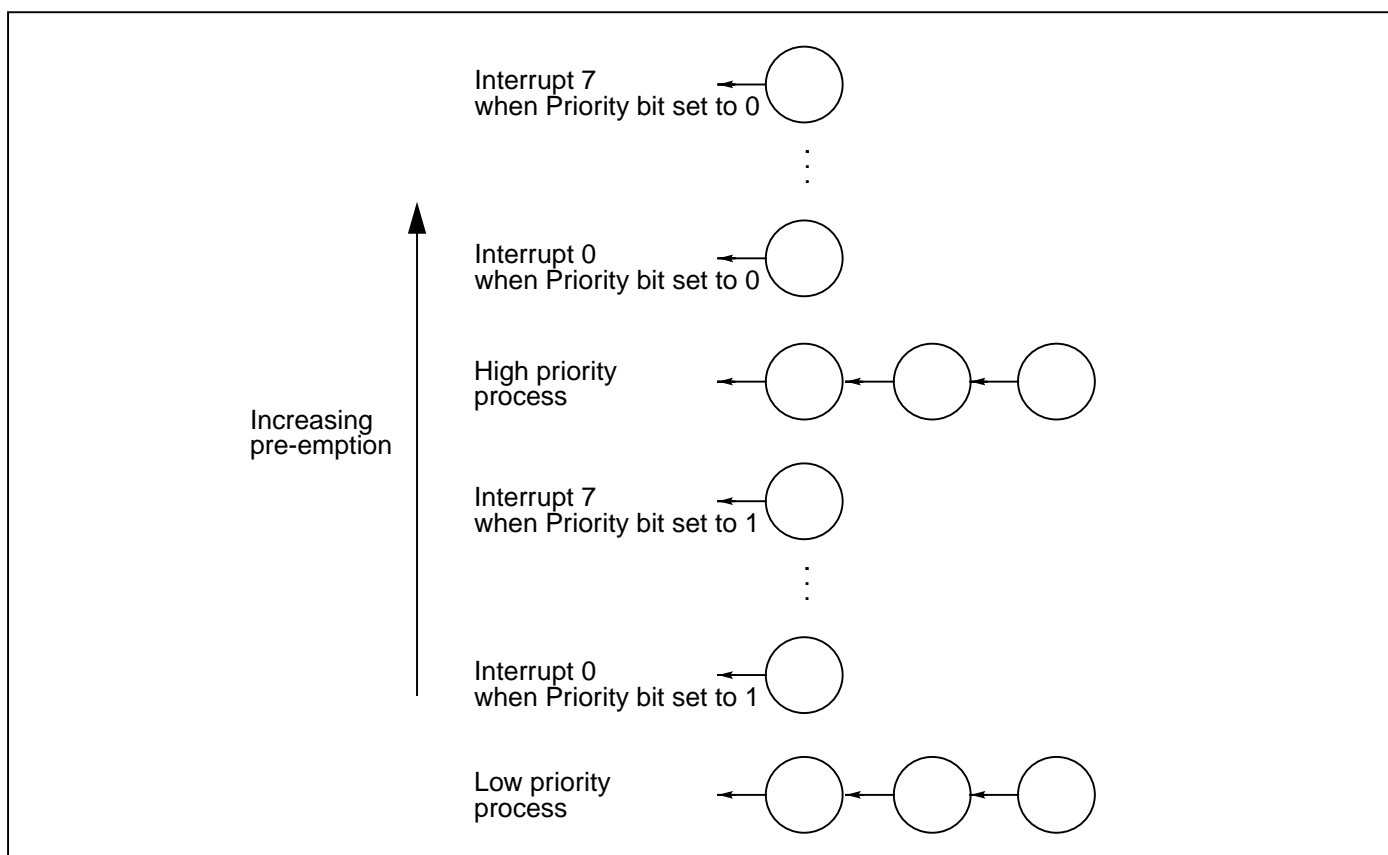 Interrupt 7
when Priority bit set to 0
Interrupt 0
when Priority bit set to 0
High priority
process
Increasing
pre-emption
Interrupt 7
when Priority bit set to 1
Interrupt 0
when Priority bit set to 1
Low priority
process